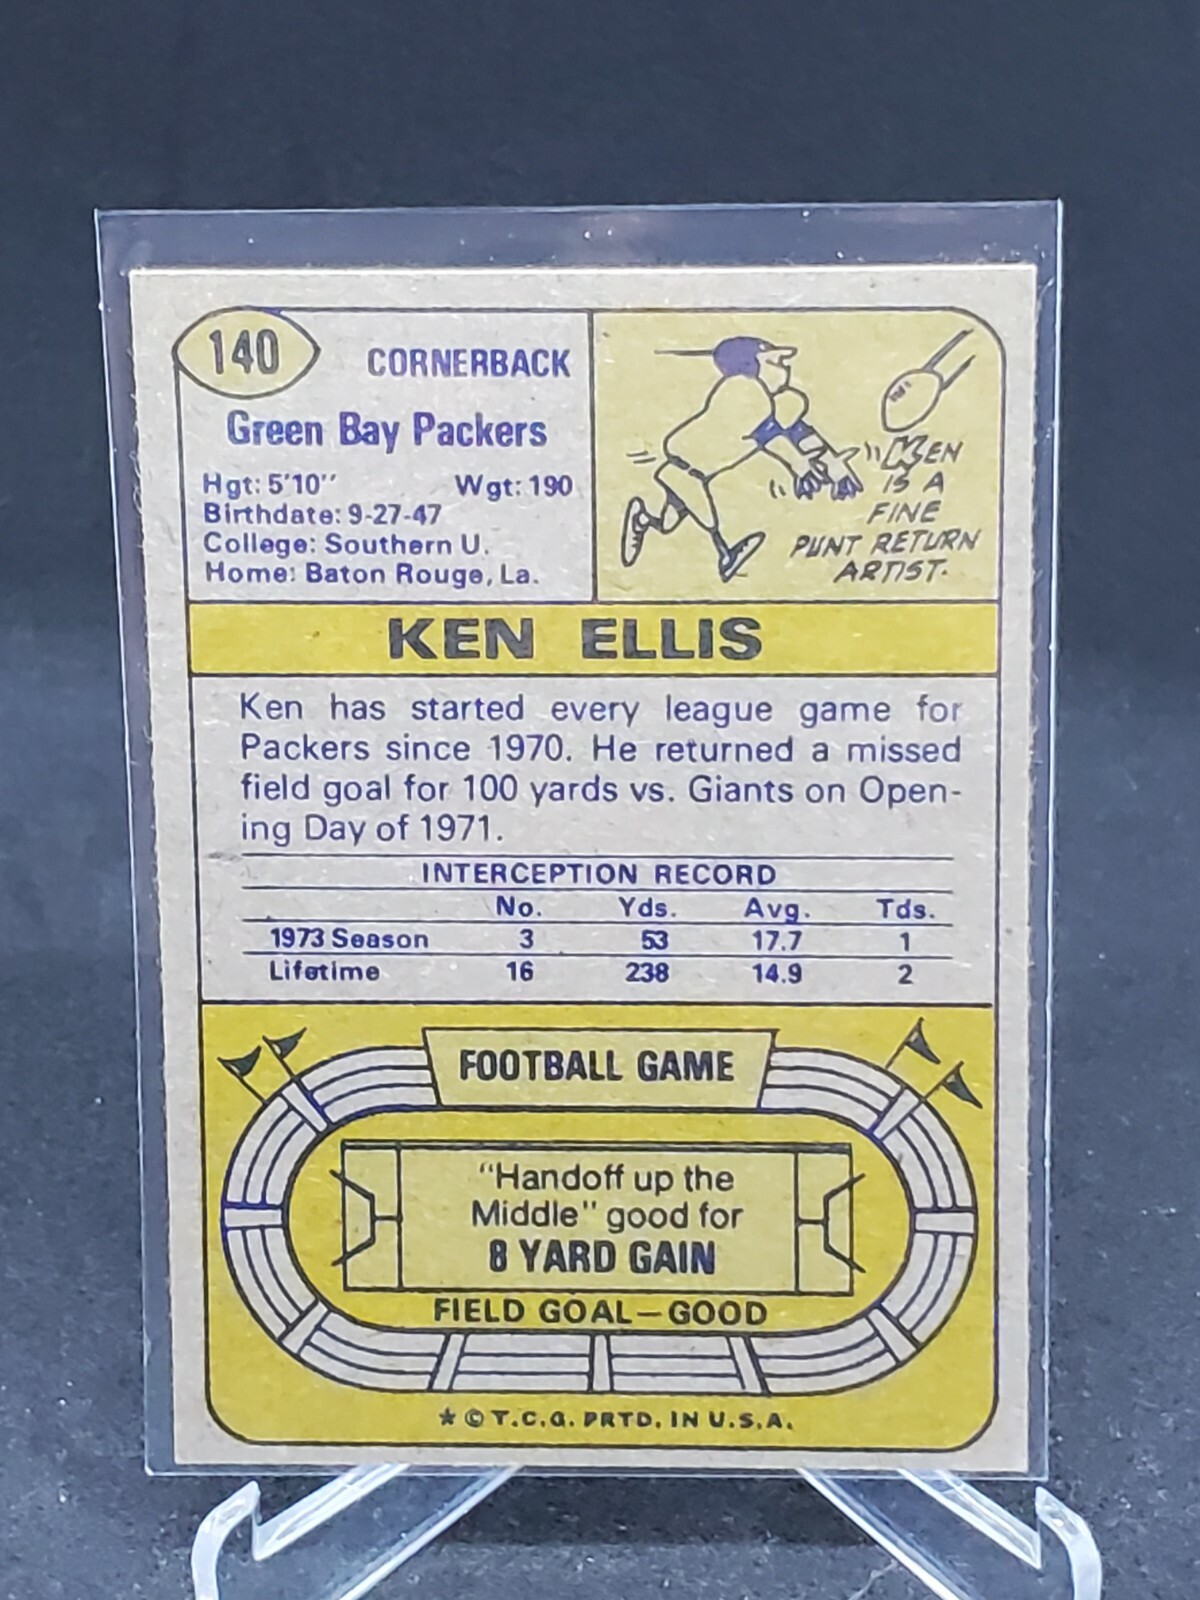 140
CORNERBACK
Green Bay Packers
Hgt: 5'10" Wgt: 190
Birthdate: 9-27-47
College: Southern U.
Home: Baton Rouge, La.
KEN
IS A
FINE
PUNT RETURN
ARTIST.
KEN ELLIS
Ken has started every league game for
Packers since 1970. He returned a missed
field goal for 100 yards vs. Giants on Open-
ing Day of 1971.
INTERCEPTION RECORD
No. Yds. Avg. Tds.
1973 Season 3 53 17.7 1
Lifetime 16 238 14.9 2
FOOTBALL GAME
"Handoff up the
Middle" good for
8 YARD GAIN
FIELD GOAL—GOOD
* © T.C.G. PRTD. IN U.S.A.